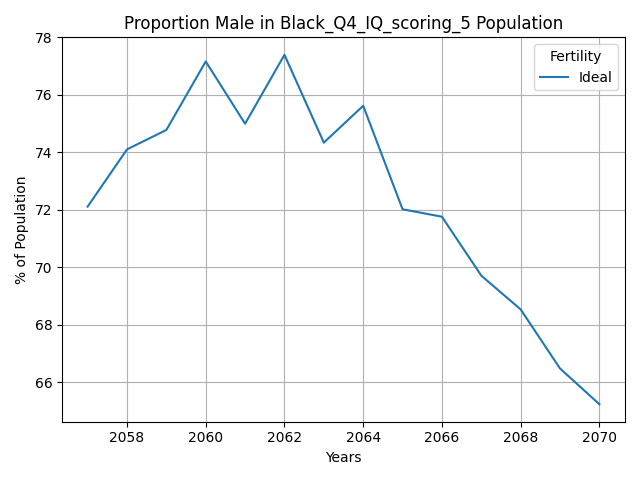 Proportion Male in Black_Q4_IQ_scoring_5 Population
78
76
74
72
70
68
66
% of Population
Fertility
Ideal
2058 2060 2062 2064 2066 2068 2070
Years